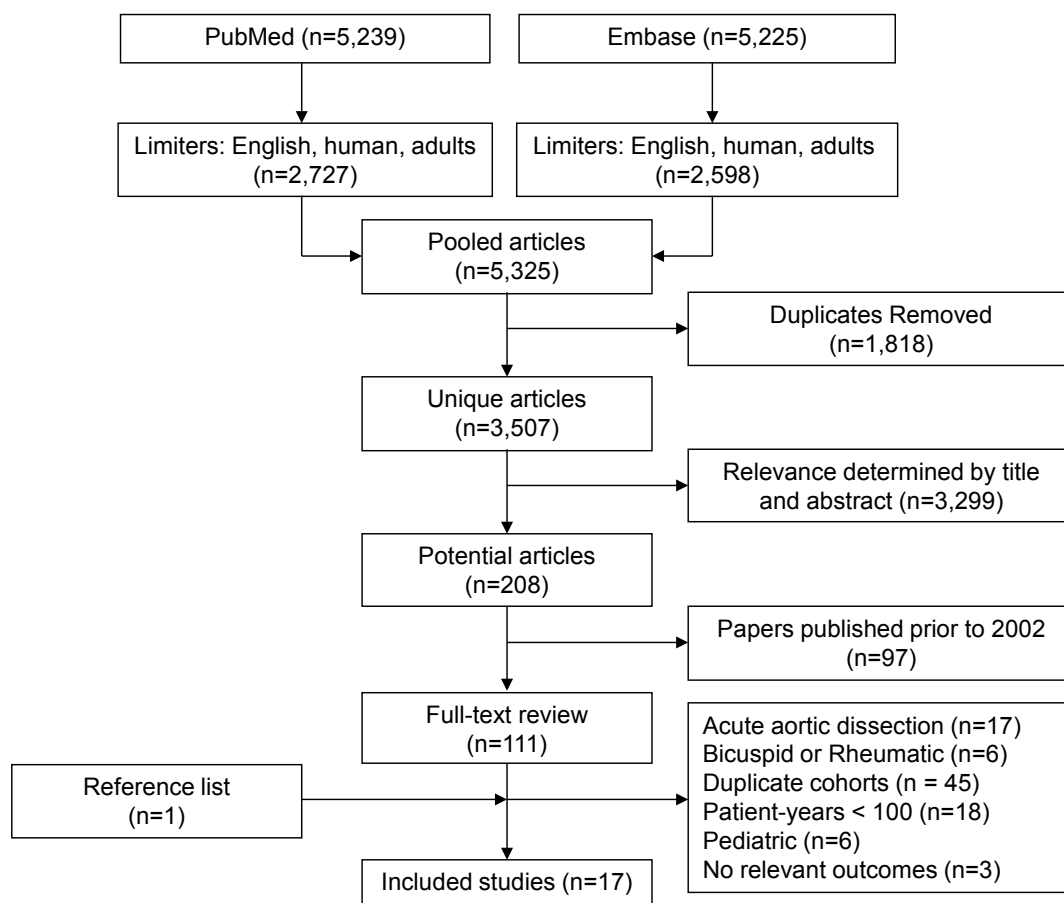 PubMed (n=5,239)
Embase (n=5,225)
Limiters: English, human, adults
(n=2,727)
Limiters: English, human, adults
(n=2,598)
Pooled articles
(n=5,325)
Duplicates Removed
(n=1,818)
Unique articles
(n=3,507)
Relevance determined by title
and abstract (n=3,299)
Potential articles
(n=208)
Papers published prior to 2002
(n=97)
Full-text review
(n=111)
Reference list
(n=1)
Acute aortic dissection (n=17)
Bicuspid or Rheumatic (n=6)
Duplicate cohorts (n = 45)
Patient-years < 100 (n=18)
Pediatric (n=6)
No relevant outcomes (n=3)
Included studies (n=17)